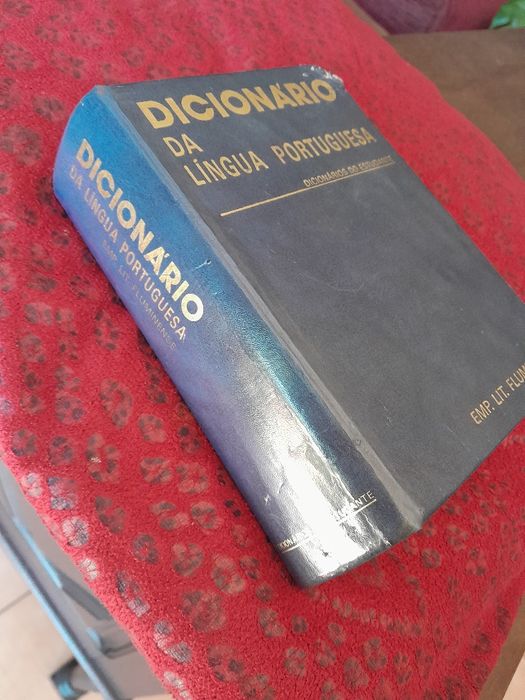 DICIONÁRIO
DA
LÍNGUA PORTUGUESA
DICIONÁRIOS DO ESTUDANTE
EMP. LIT. FLUM
DICIONÁRIO
DA LÍNGUA PORTUGUESA
EMP. LIT. FLUMINENSE